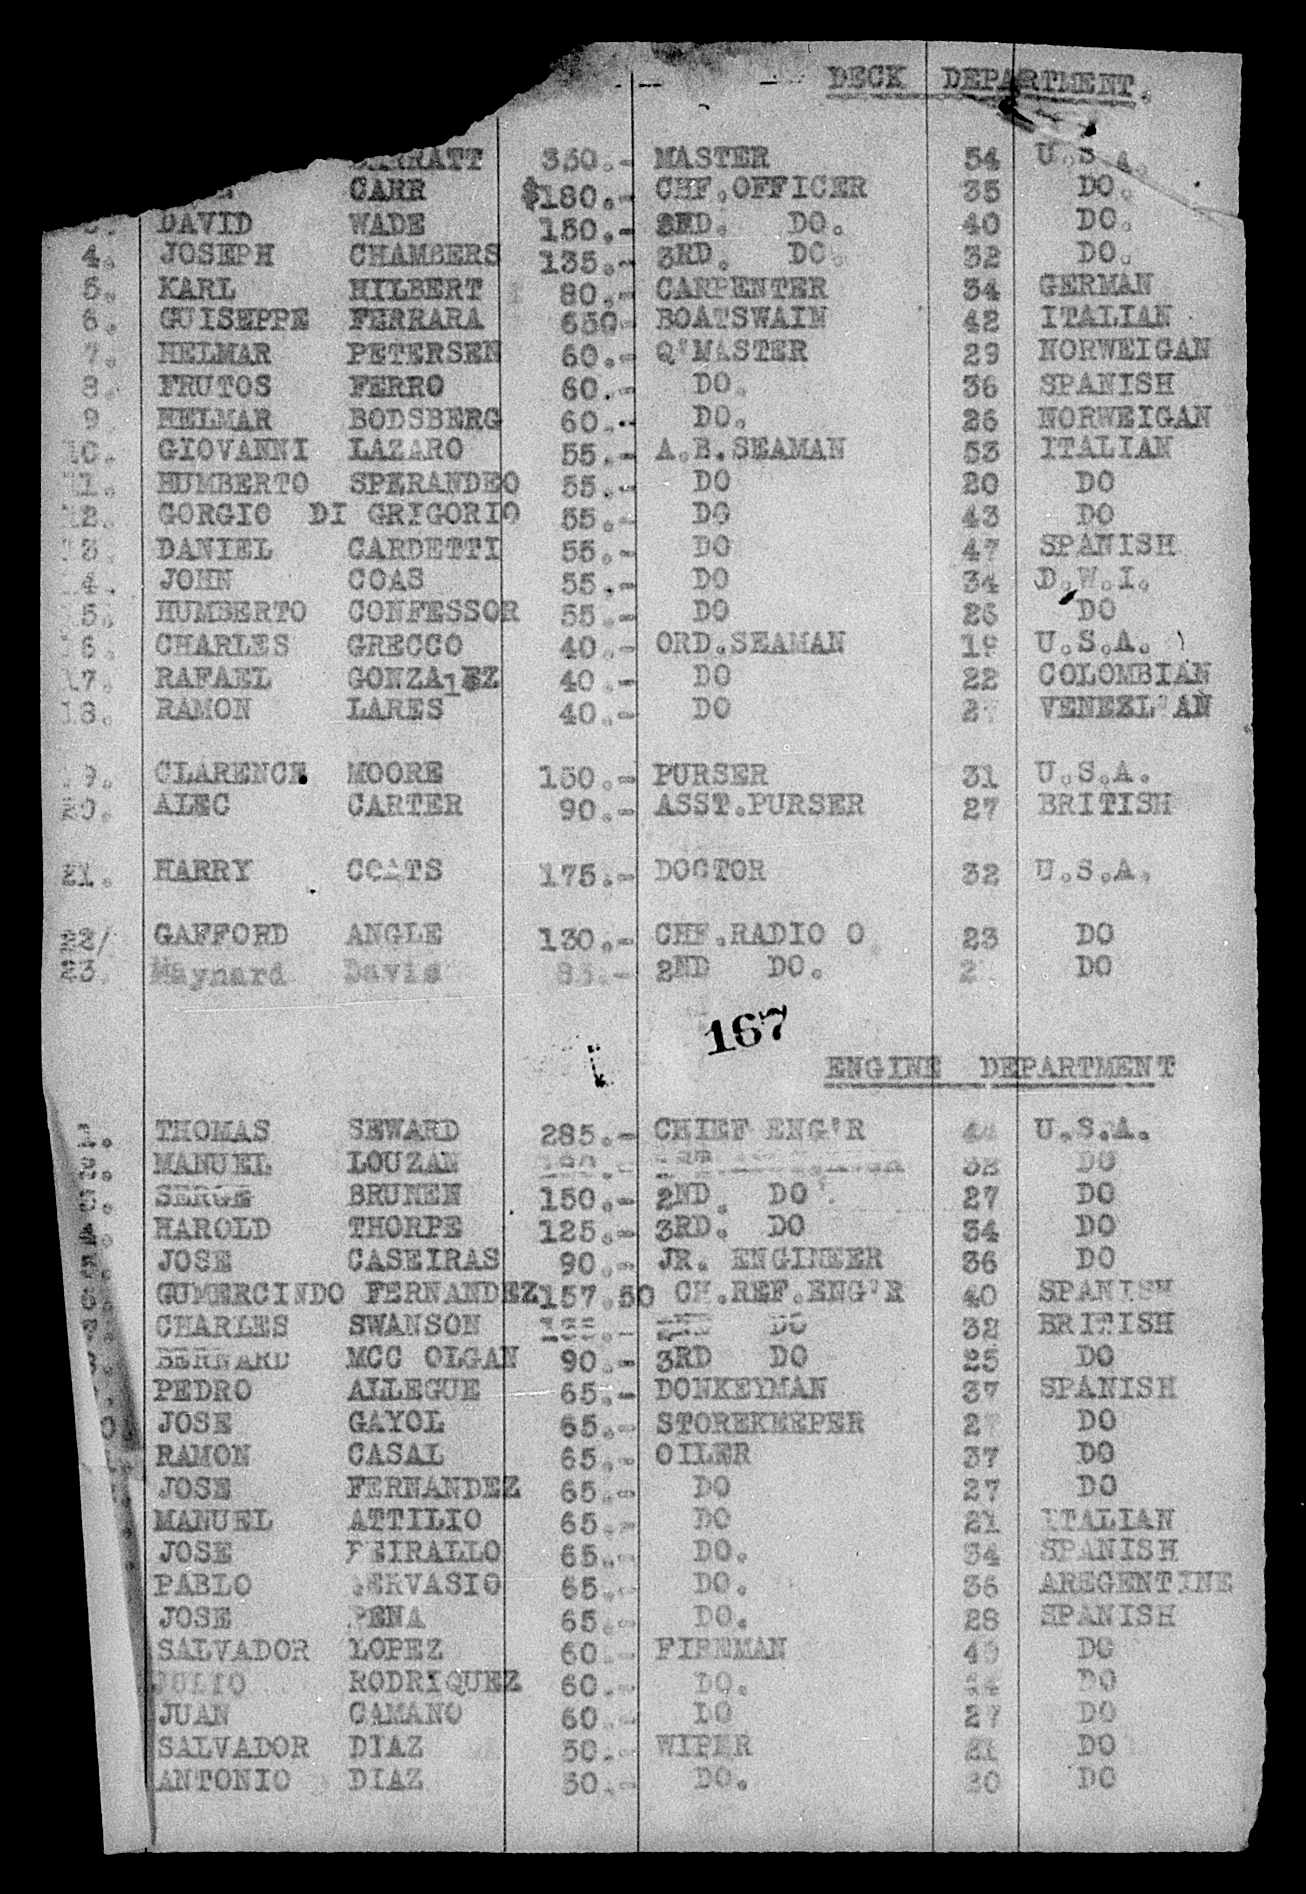 DECK DEPARTMENT.
MASTER 54 U.S.A.
CARR $180.- CHF.OFFICER 35 DO.
DAVID WADE 150.- 2ND. DO. 40 DO.
4. JOSEPH CHAMBERS 135.- 3RD. DO. 32 DO.
5. KARL HILBERT 80.- CARPENTER 34 GERMAN
6. GUISEPPE FERRARA 650- BOATSWAIN 42 ITALIAN
7. HELMAR PETERSEN 60.- Q'MASTER 29 NORWEIGAN
8. FRUTOS FERRO 60.- DO. 36 SPANISH
9. HELMAR BODSBERG 60.- DO. 26 NORWEIGAN
10. GIOVANNI LAZARO 55.- A.B.SEAMAN 53 ITALIAN
11. HUMBERTO SPERANDEO 55.- DO 20 DO
12. GORGIO DI GRIGORIO 55.- DO 43 DO
13. DANIEL CARDETTI 55.- DO 47 SPANISH
14. JOHN COAS 55.- DO 34 D.W.I.
15. HUMBERTO CONFESSOR 55.- DO 26 DO
16. CHARLES GRECCO 40.- ORD.SEAMAN 19 U.S.A.
17. RAFAEL GONZAlEZ 40.- DO 22 COLOMBIAN
18. RAMON LARES 40.- DO VENEZL'AN
19. CLARENCE MOORE 150.- PURSER 31 U.S.A.
20. ALEC CARTER 90.- ASST.PURSER 27 BRITISH
21. HARRY COATS 175.- DOCTOR 32 U.S.A.
22/ GAFFORD ANGLE 130.- CHF.RADIO O 23 DO
23. Maynard Davis 2ND DO. DO
167
ENGINE DEPARTMENT
1. THOMAS SEWARD 285.- CHIEF ENG'R 44 U.S.A.
2. MANUEL LOUZAN DO
3. SERGE BRUNEN 150.- 2ND. DO. 27 DO
4. HAROLD THORPE 125.- 3RD. DO 34 DO
5. JOSE CASEIRAS 90.- JR. ENGINEER 36 DO
6. GUMERCINDO FERNANDEZ 157.50 CH.REF.ENG'R 40 SPANISH
CHARLES SWANSON DO 32 BRITISH
BERNARD MCC OLGAN 90.- 3RD DO 25 DO
PEDRO ALLEGUE 65.- DONKEYMAN 37 SPANISH
JOSE GAYOL 65.- STOREKEEPER DO
RAMON CASAL 65.- OILER 37 DO
JOSE FERNANDEZ 65.- DO 27 DO
MANUEL ATTILIO 65.- DO 21 ITALIAN
JOSE FEIRALLO 65.- DO. 34 SPANISH
PABLO GERVASIO 65.- DO. 36 AREGENTINE
JOSE PENA 65.- DO. 28 SPANISH
SALVADOR LOPEZ 60.- FIREMAN DO
JULIO RODRIQUEZ 60.- DO. DO
JUAN CAMANO 60.- DO 27 DO
SALVADOR DIAZ 50.- WIPER 21 DO
ANTONIO DIAZ 50.- DO. DO